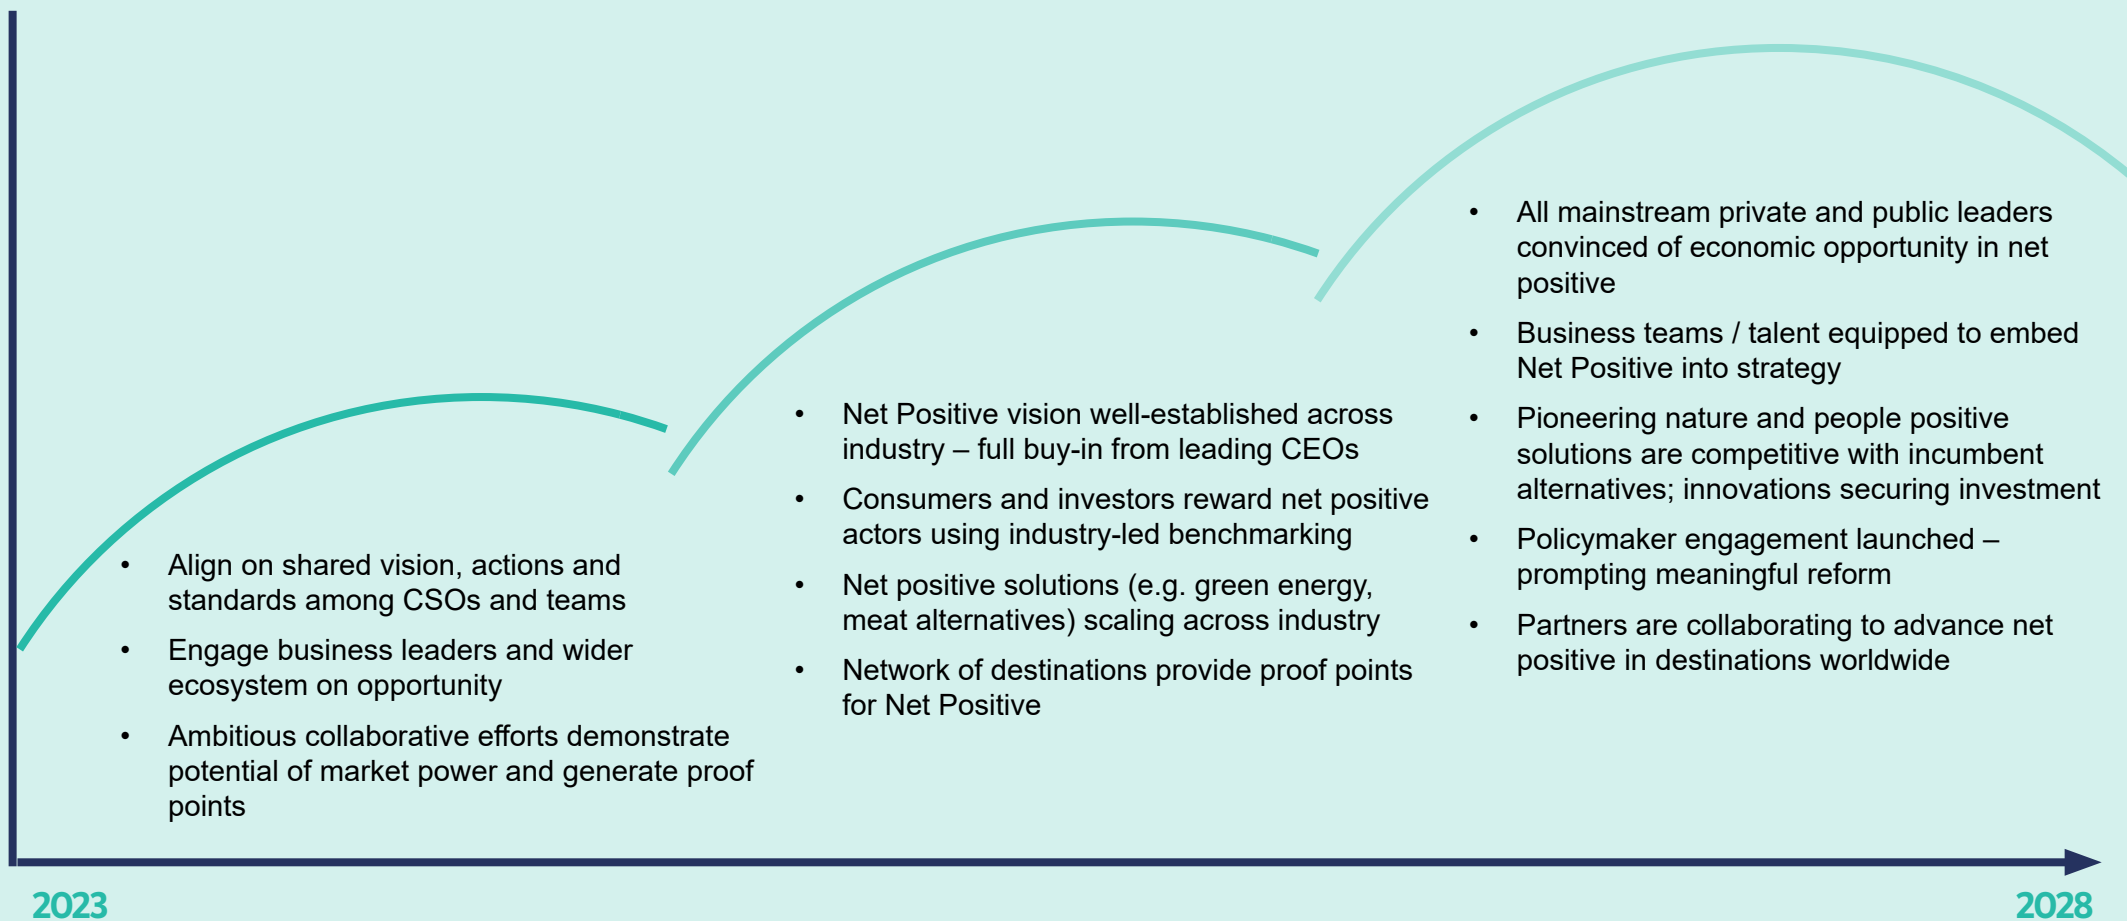 • Align on shared vision, actions and
standards among CSOs and teams
• Engage business leaders and wider
ecosystem on opportunity
• Ambitious collaborative efforts demonstrate
potential of market power and generate proof
points
• Net Positive vision well-established across
industry – full buy-in from leading CEOs
• Consumers and investors reward net positive
actors using industry-led benchmarking
• Net positive solutions (e.g. green energy,
meat alternatives) scaling across industry
• Network of destinations provide proof points
for Net Positive
• All mainstream private and public leaders
convinced of economic opportunity in net
positive
• Business teams / talent equipped to embed
Net Positive into strategy
• Pioneering nature and people positive
solutions are competitive with incumbent
alternatives; innovations securing investment
• Policymaker engagement launched –
prompting meaningful reform
• Partners are collaborating to advance net
positive in destinations worldwide
2023
2028